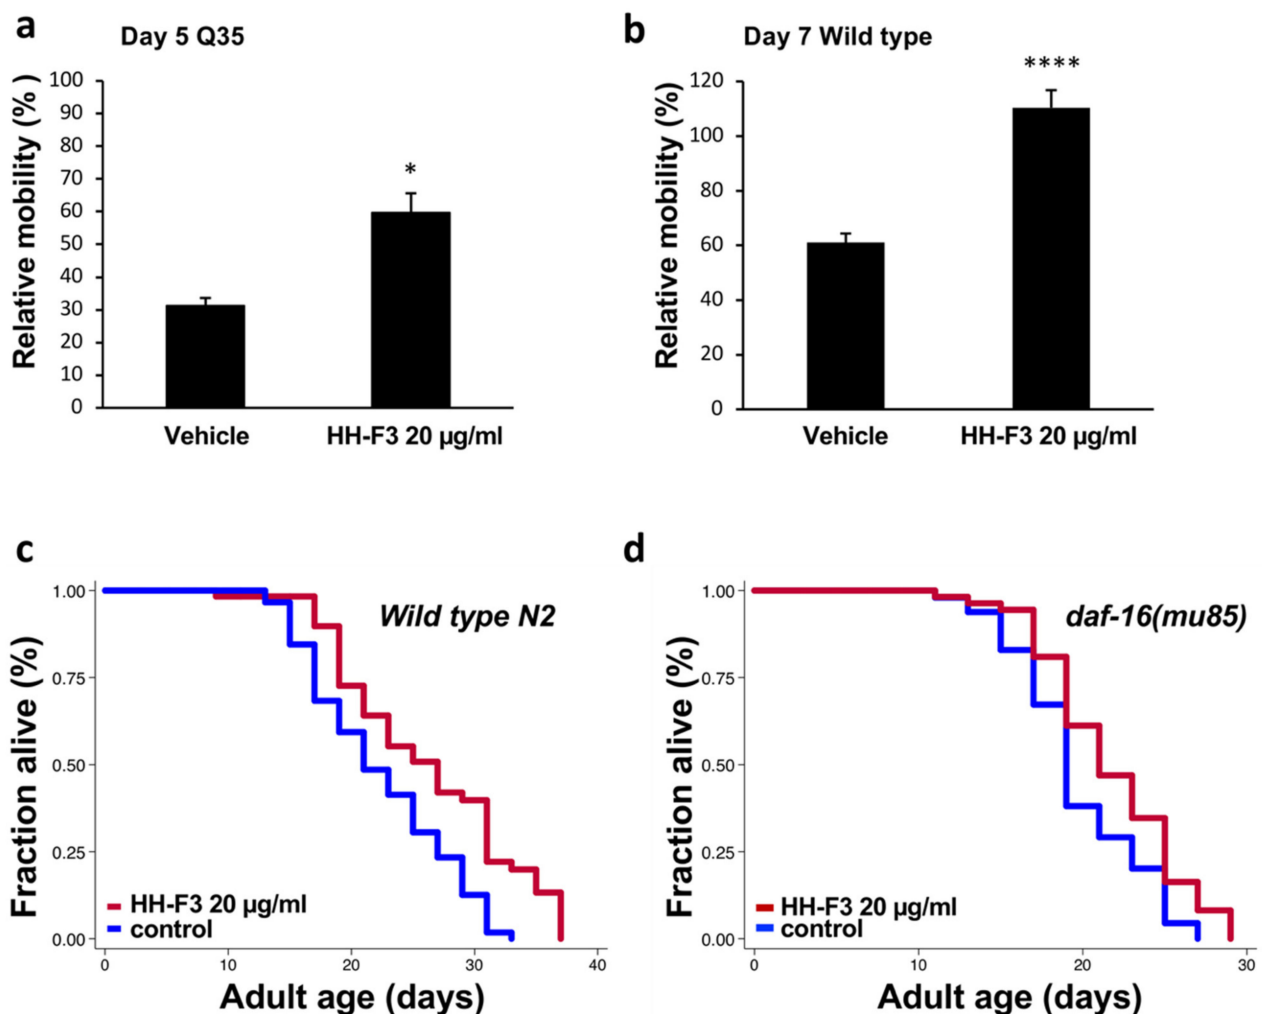 a
Day 5 Q35
Relative mobility (% )
100
90
80
70
60
50
40
30
20
10
0
*
Vehicle
HH-F3 20 µg/ml
b
Day 7 Wild type
Relative mobility (%)
120
100
80
60
40
20
0
****
Vehicle
HH-F3 20 µg/ml
c
Wild type N2
Fraction alive (%)
1.00
0.75
0.50
0.25
0.00
HH-F3 20 µg/ml
control
0 10 20 30 40
Adult age (days)
d
daf-16(mu85)
Fraction alive (%)
1.00
0.75
0.50
0.25
0.00
HH-F3 20 µg/ml
control
0 10 20 30
Adult age (days)